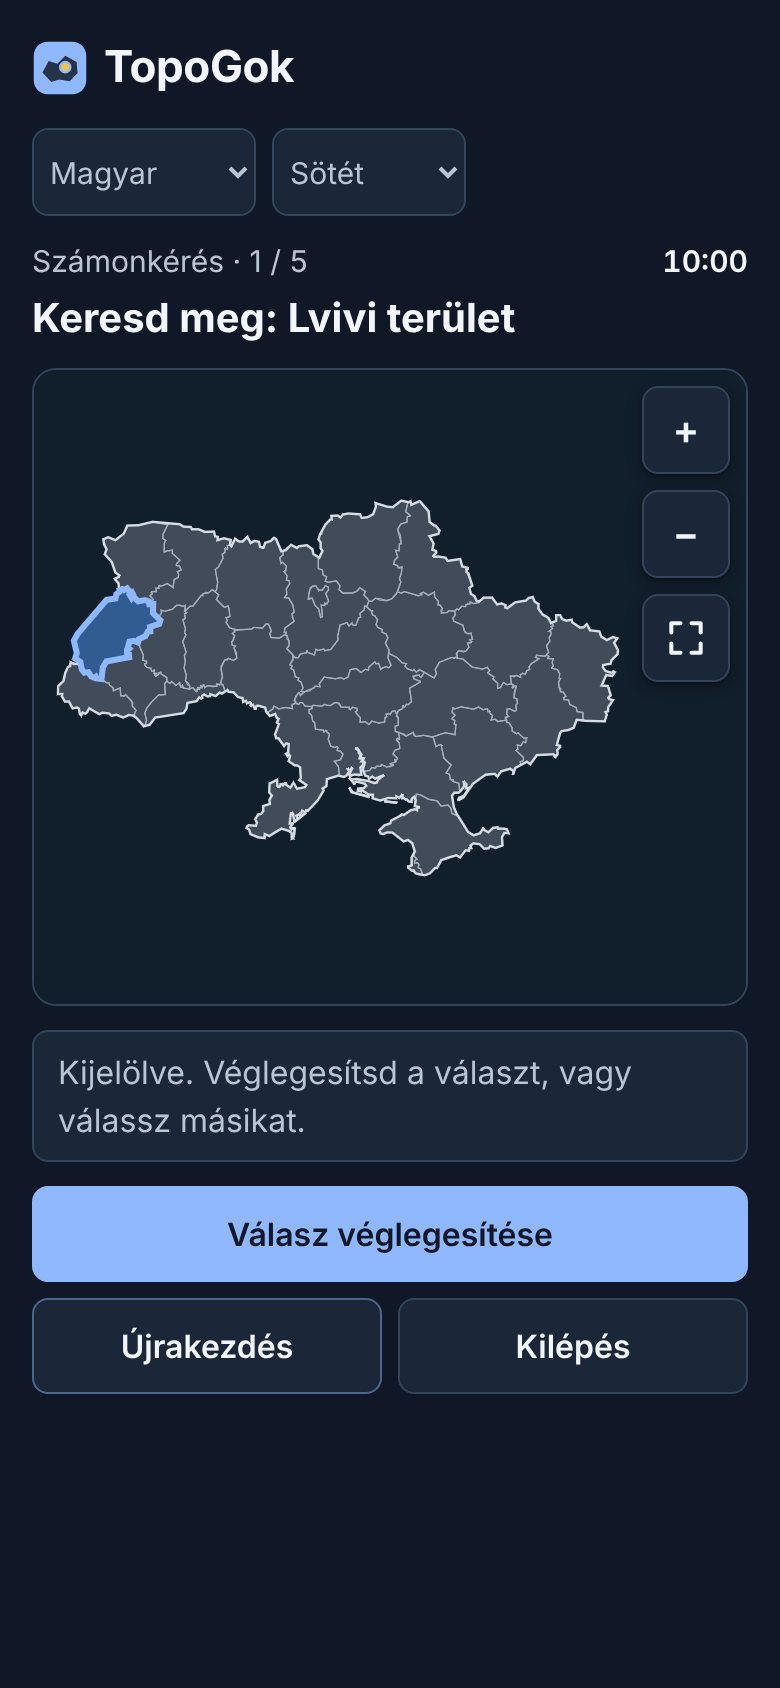 TopoGok
Magyar
Sötét
Számonkérés · 1 / 5
10:00
Keresd meg: Lvivi terület
+
−
Kijelölve. Véglegesítsd a választ, vagy
válassz másikat.
Válasz véglegesítése
Újrakezdés
Kilépés